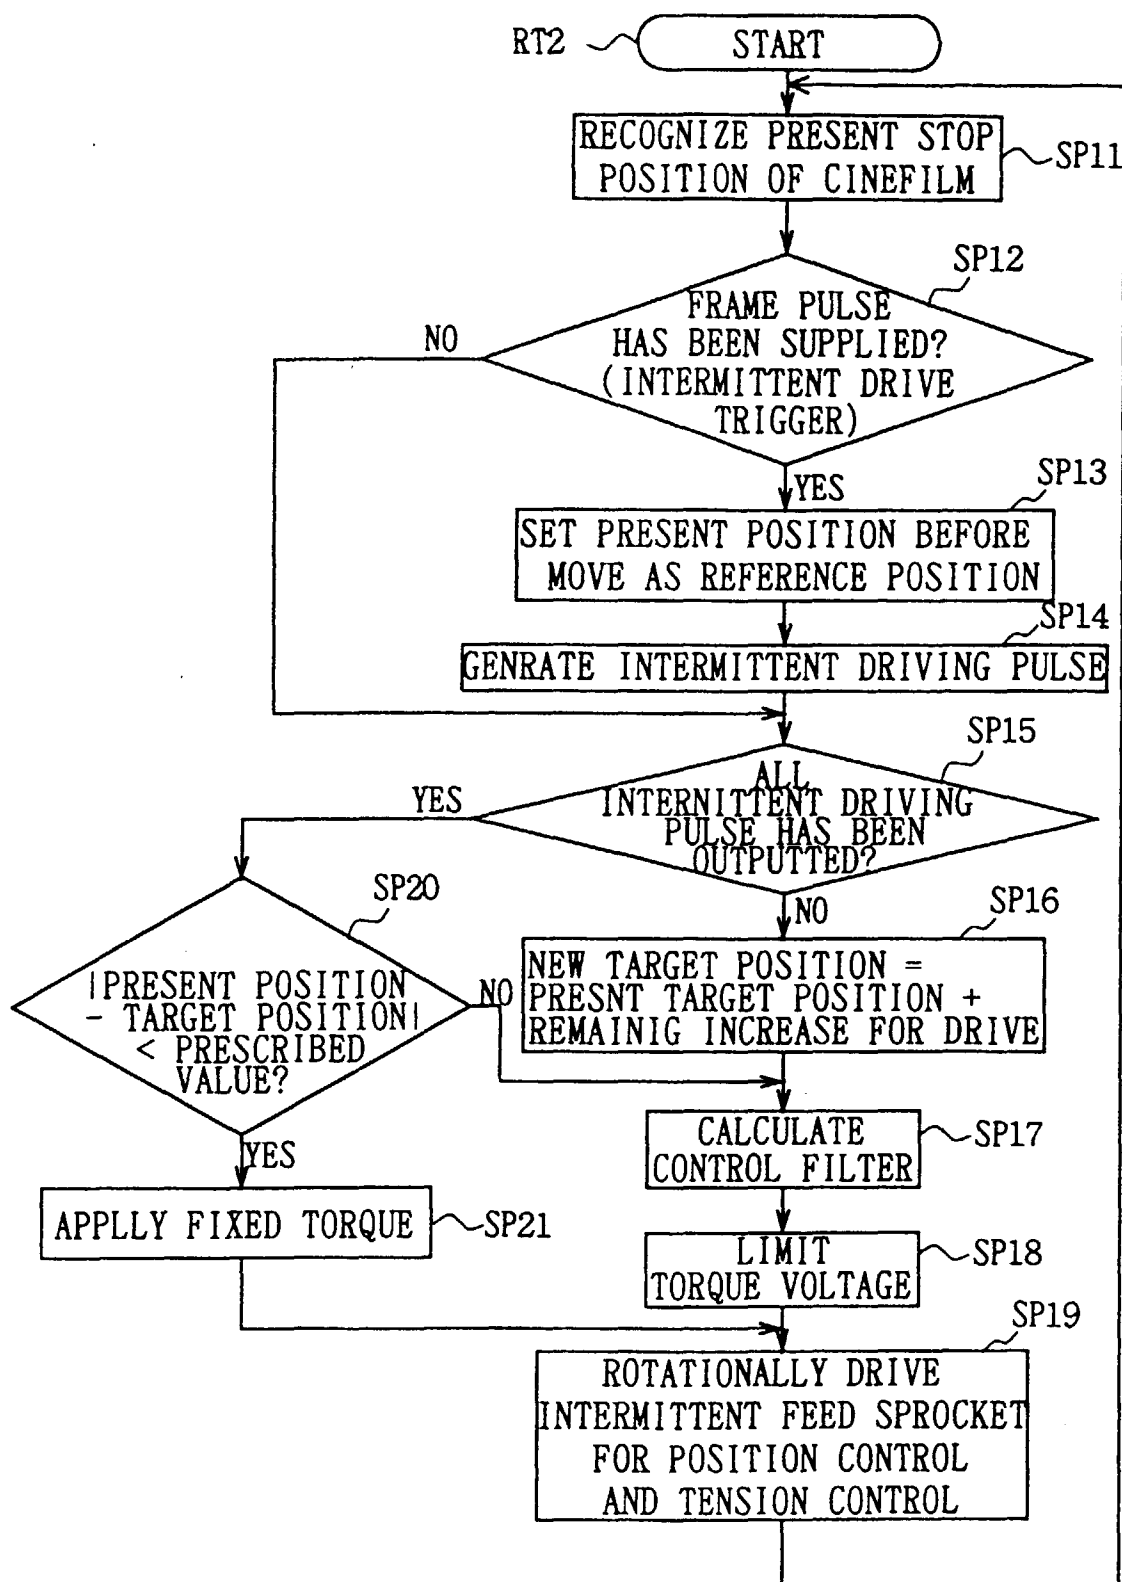 RT2
START
RECOGNIZE PRESENT STOP
POSITION OF CINEFILM
SP11
SP12
FRAME PULSE
HAS BEEN SUPPLIED?
(INTERMITTENT DRIVE
TRIGGER)
NO
YES
SP13
SET PRESENT POSITION BEFORE
MOVE AS REFERENCE POSITION
SP14
GENRATE INTERMITTENT DRIVING PULSE
SP15
ALL
INTERNITTENT DRIVING
PULSE HAS BEEN
OUTPUTTED?
YES
NO
SP20
|PRESENT POSITION
- TARGET POSITION|
< PRESCRIBED
VALUE?
NO
YES
SP16
NEW TARGET POSITION =
PRESNT TARGET POSITION +
REMAINIG INCREASE FOR DRIVE
CALCULATE
CONTROL FILTER
SP17
APPLLY FIXED TORQUE
SP21
LIMIT
TORQUE VOLTAGE
SP18
SP19
ROTATIONALLY DRIVE
INTERMITTENT FEED SPROCKET
FOR POSITION CONTROL
AND TENSION CONTROL